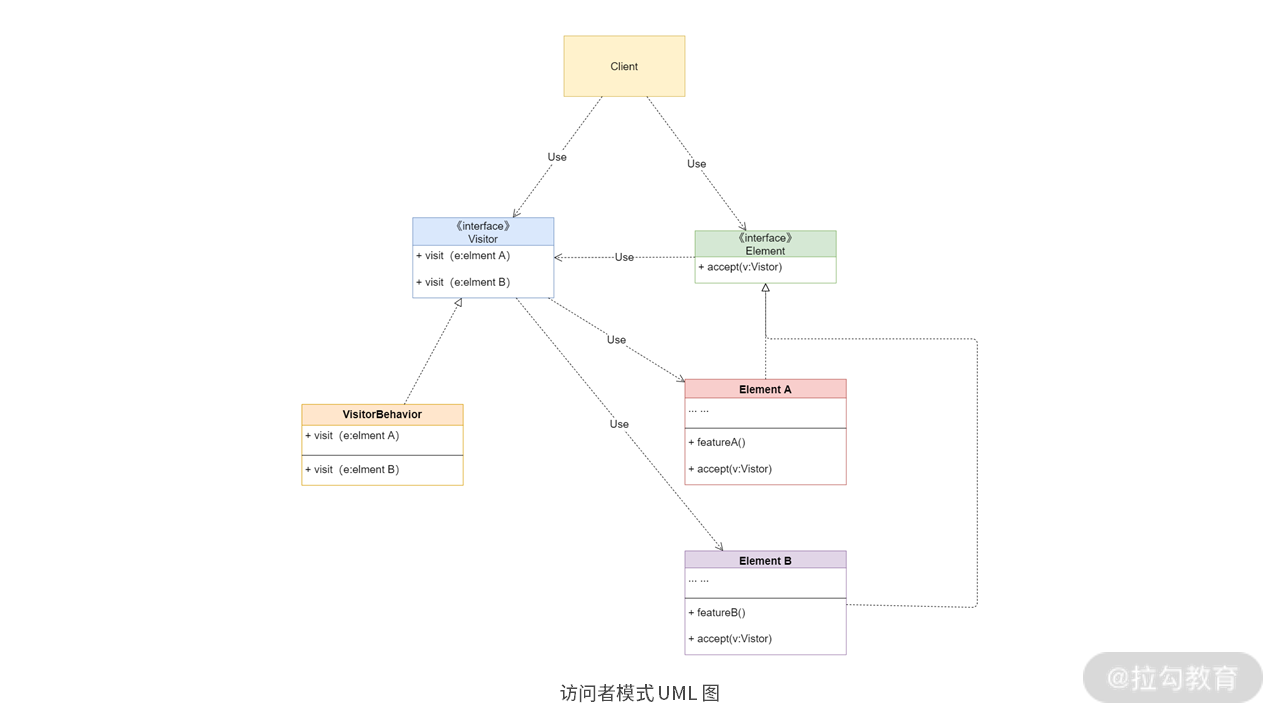 Client
Use
Use
《interface》
Visitor
+ visit（e:elment A）
+ visit（e:elment B）
Use
《interface》
Element
+ accept(v:Vistor)
Use
Use
VisitorBehavior
+ visit（e:elment A）
+ visit（e:elment B）
Element A
... ...
+ featureA()
+ accept(v:Vistor)
Element B
... ...
+ featureB()
+ accept(v:Vistor)
访问者模式 UML 图
@拉勾教育